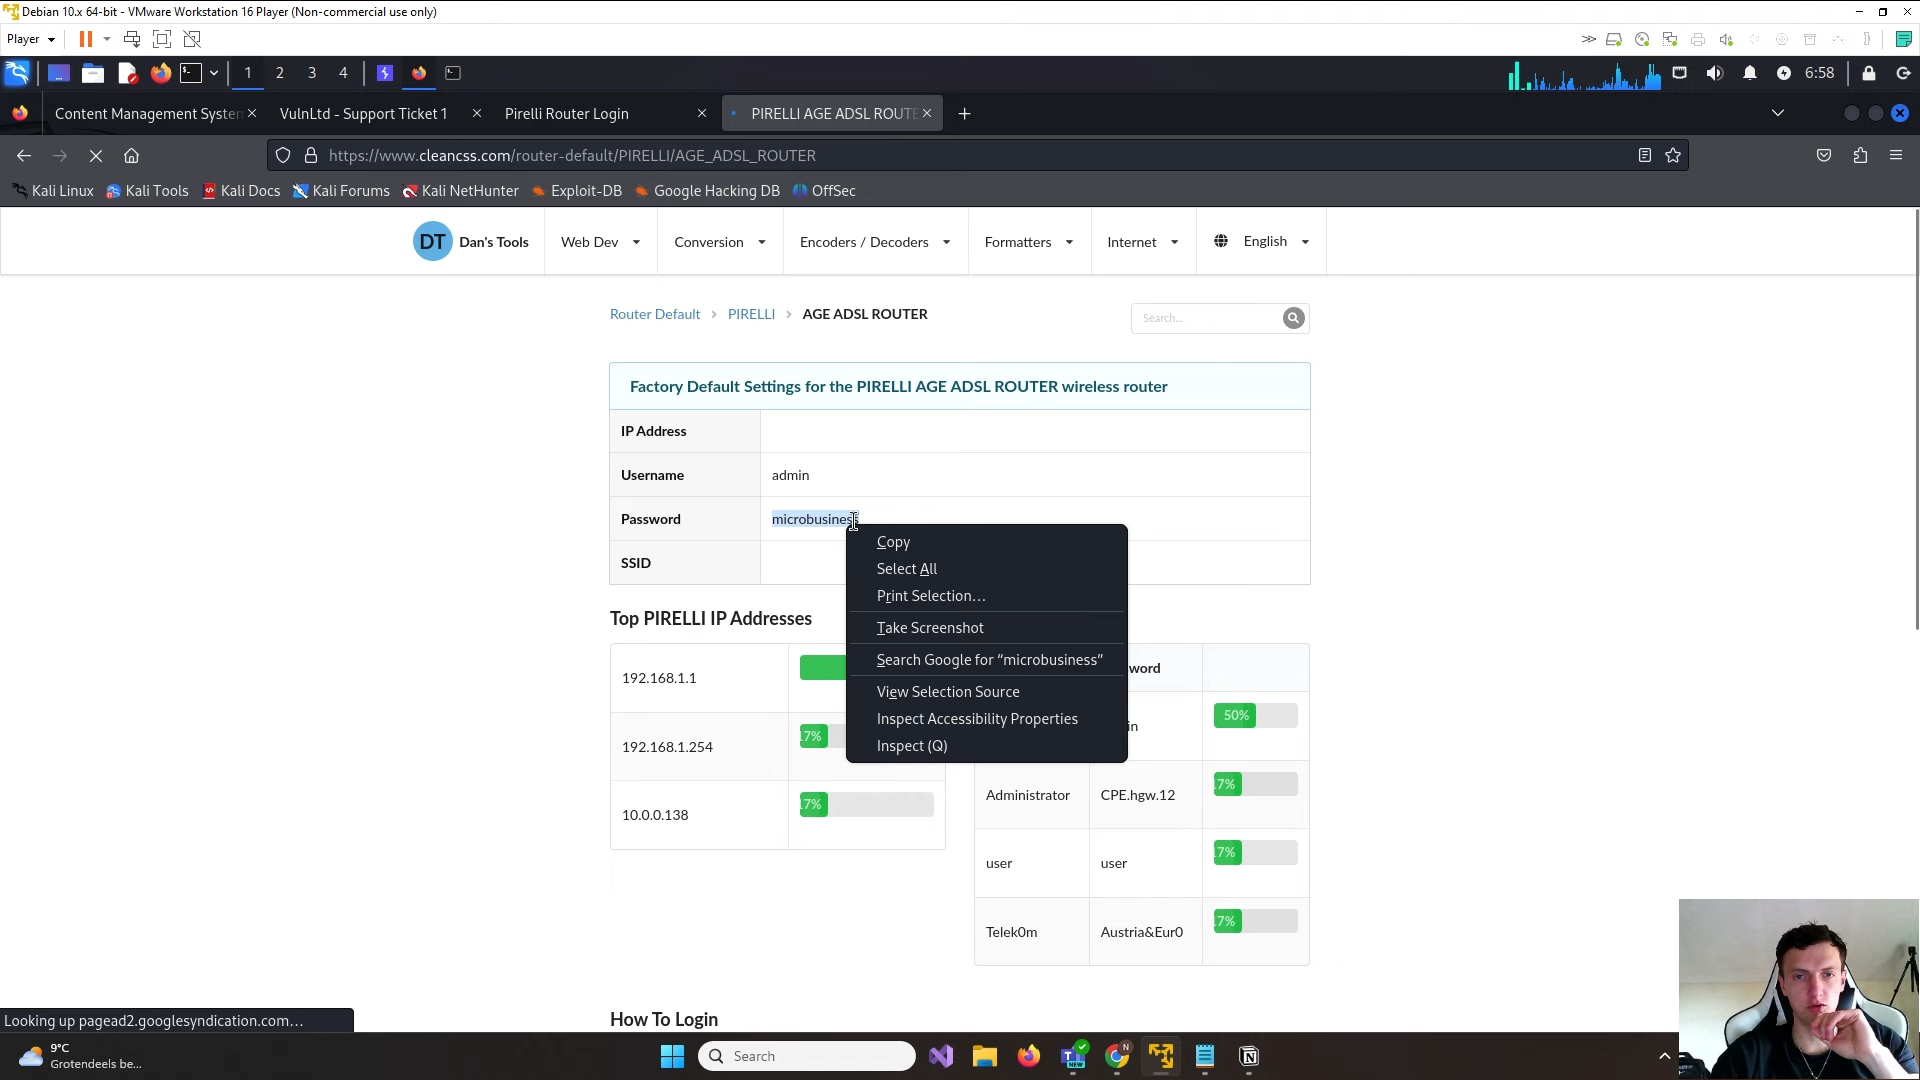 Debian 10.x 64-bit - VMware Workstation 16 Player (Non-commercial use only)
Player
1 2 3 4
6:58
Content Management System
VulnLtd - Support Ticket 1
Pirelli Router Login
PIRELLI AGE ADSL ROUTE
https://www.cleancss.com/router-default/PIRELLI/AGE_ADSL_ROUTER
Kali Linux
Kali Tools
Kali Docs
Kali Forums
Kali NetHunter
Exploit-DB
Google Hacking DB
OffSec
DT Dan's Tools
Web Dev
Conversion
Encoders / Decoders
Formatters
Internet
English
Router Default > PIRELLI > AGE ADSL ROUTER
Search...
Factory Default Settings for the PIRELLI AGE ADSL ROUTER wireless router
IP Address
Username admin
Password microbusiness
SSID
Copy
Select All
Print Selection…
Take Screenshot
Search Google for “microbusiness”
View Selection Source
Inspect Accessibility Properties
Inspect (Q)
Top PIRELLI IP Addresses
192.168.1.1
192.168.1.254 17%
10.0.0.138 17%
word
in 50%
Administrator CPE.hgw.12 17%
user user 17%
Telek0m Austria&Eur0 17%
How To Login
Looking up pagead2.googlesyndication.com…
9°C
Grotendeels be...
Search
NEW
N